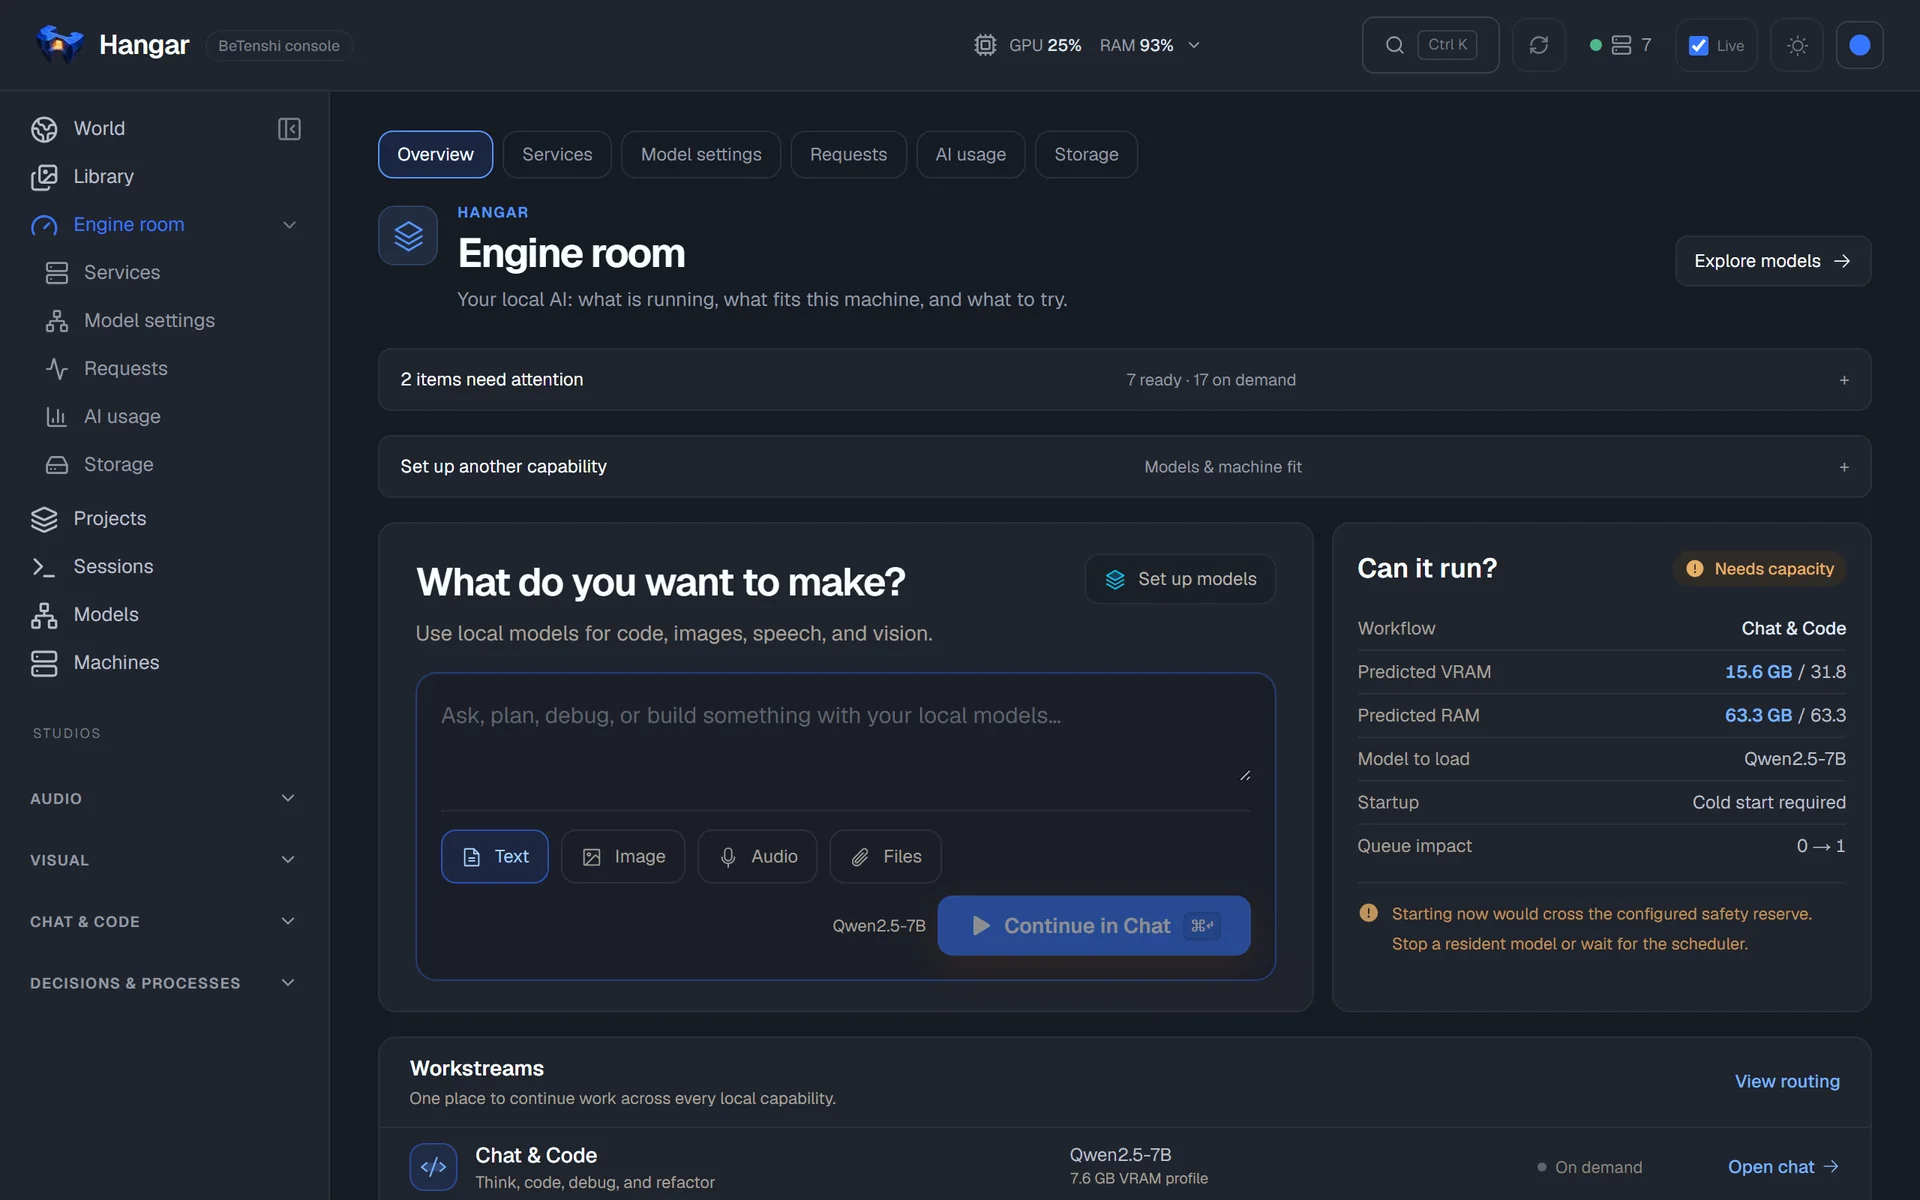 Hangar
BeTenshi console
GPU 25% RAM 93%
Ctrl K
7
Live
World
Library
Engine room
Services
Model settings
Requests
AI usage
Storage
Projects
Sessions
Models
Machines
STUDIOS
AUDIO
VISUAL
CHAT & CODE
DECISIONS & PROCESSES
Overview
Services
Model settings
Requests
AI usage
Storage
HANGAR
Engine room
Your local AI: what is running, what fits this machine, and what to try.
Explore models →
2 items need attention
7 ready · 17 on demand
+
Set up another capability
Models & machine fit
+
What do you want to make?
Set up models
Use local models for code, images, speech, and vision.
Ask, plan, debug, or build something with your local models...
Text
Image
Audio
Files
Qwen2.5-7B
Continue in Chat ⌘↵
Can it run?
Needs capacity
Workflow Chat & Code
Predicted VRAM 15.6 GB / 31.8
Predicted RAM 63.3 GB / 63.3
Model to load Qwen2.5-7B
Startup Cold start required
Queue impact 0 → 1
Starting now would cross the configured safety reserve.
Stop a resident model or wait for the scheduler.
Workstreams
One place to continue work across every local capability.
View routing
Chat & Code
Think, code, debug, and refactor
Qwen2.5-7B
7.6 GB VRAM profile
On demand
Open chat →